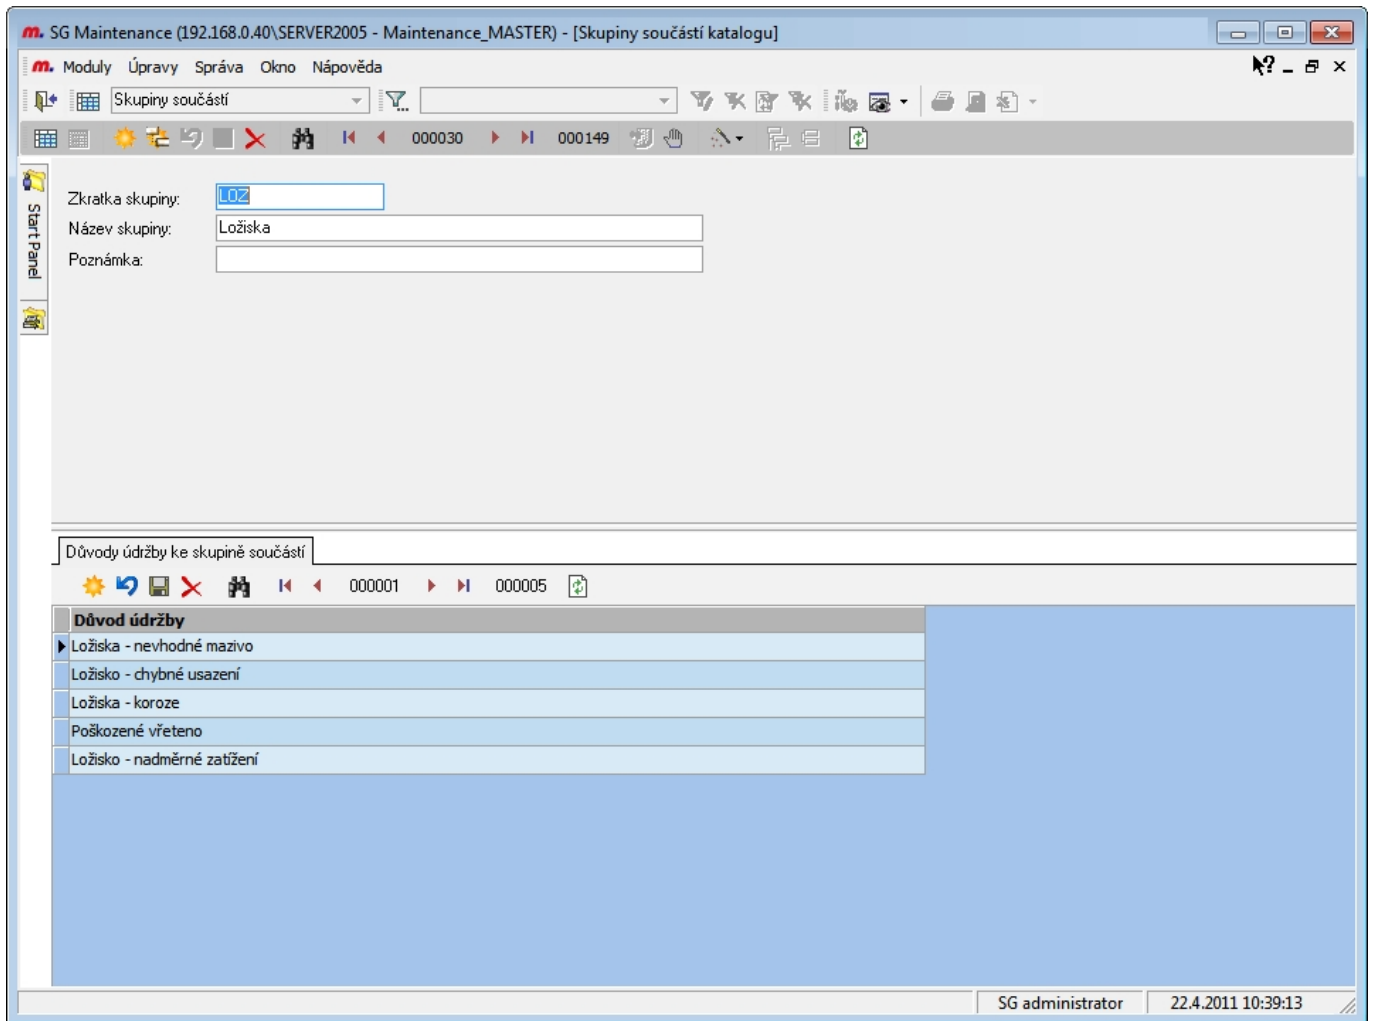 m. SG Maintenance (192.168.0.40\SERVER2005 - Maintenance_MASTER) - [Skupiny součástí katalogu]
m. Moduly Úpravy Správa Okno Nápověda
Skupiny součástí
000030 000149
Start Panel
Zkratka skupiny: LOZ
Název skupiny: Ložiska
Poznámka:
Důvody údržby ke skupině součástí
000001 000005
Důvod údržby
Ložiska - nevhodné mazivo
Ložisko - chybné usazení
Ložiska - koroze
Poškozené vřeteno
Ložisko - nadměrné zatížení
SG administrator 22.4.2011 10:39:13